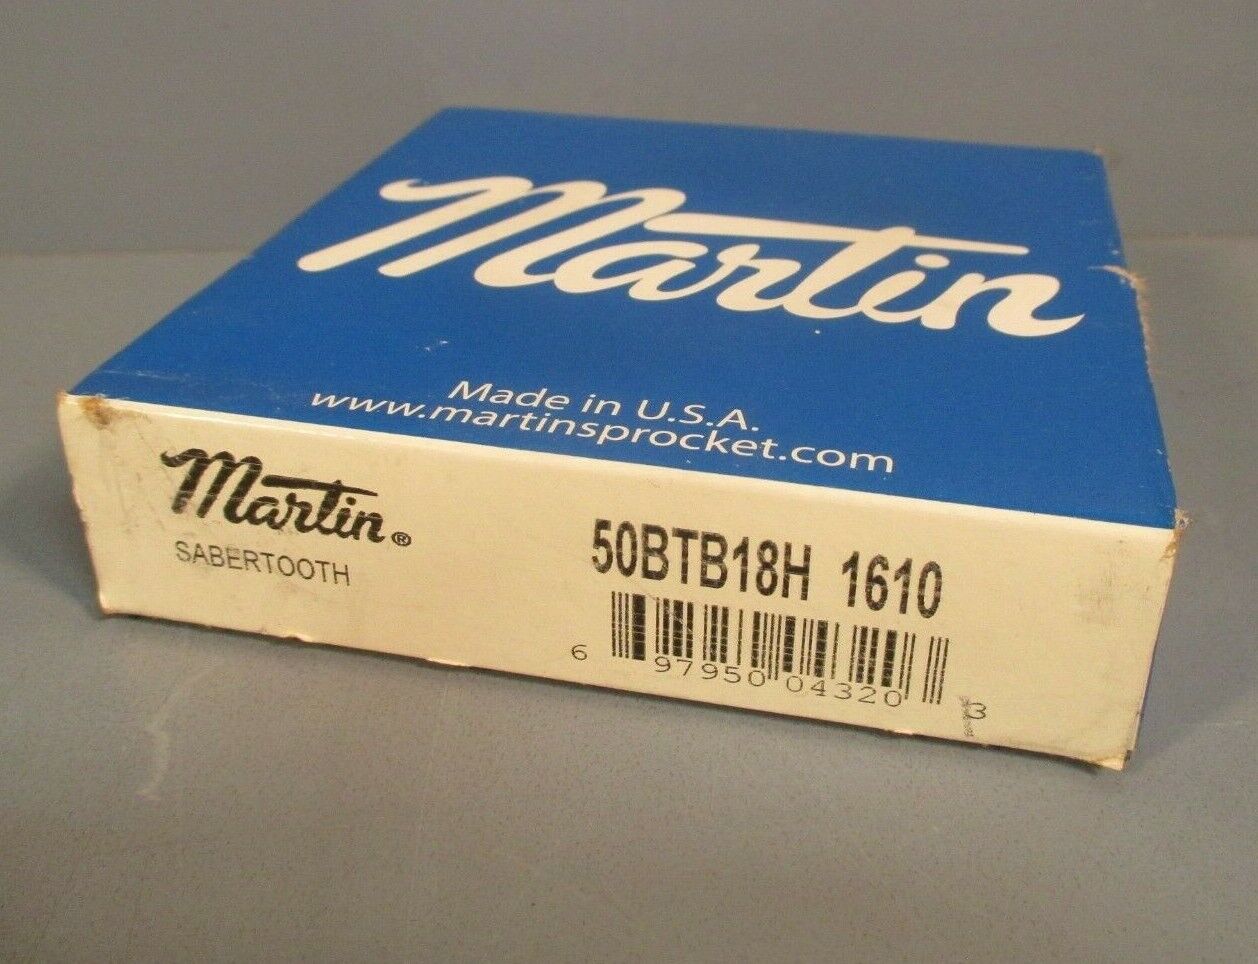 Martin
Made in U.S.A.
www.martinsprocket.com
Martin®
SABERTOOTH
50BTB18H 1610
6 97950 04320 3